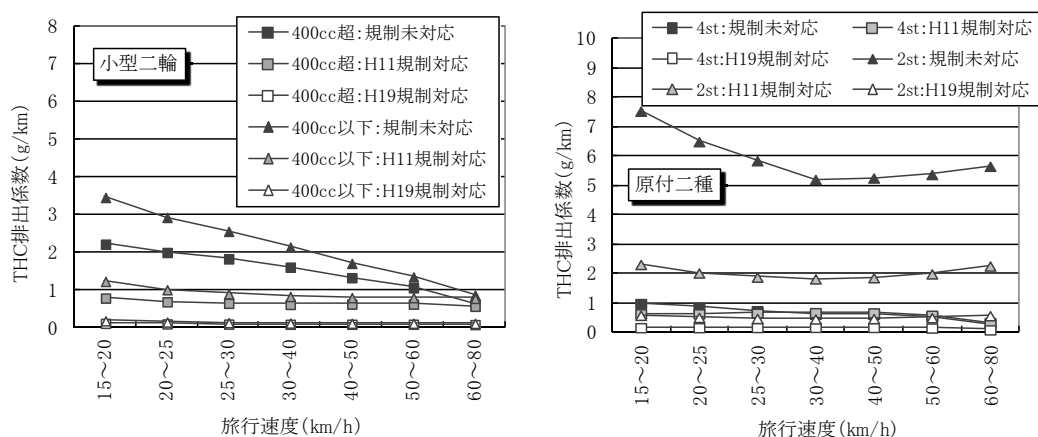 8
7
6
5
4
3
2
1
0
THC排出係数(g/km)
小型二輪
400cc超:規制未対応
400cc超:H11規制対応
400cc超:H19規制対応
400cc以下:規制未対応
400cc以下:H11規制対応
400cc以下:H19規制対応
15～20
20～25
25～30
30～40
40～50
50～60
60～80
旅行速度(km/h)
10
9
8
7
6
5
4
3
2
1
0
THC排出係数(g/km)
4st:規制未対応 4st:H11規制対応
4st:H19規制対応 2st:規制未対応
2st:H11規制対応 2st:H19規制対応
原付二種
15～20
20～25
25～30
30～40
40～50
50～60
60～80
旅行速度(km/h)